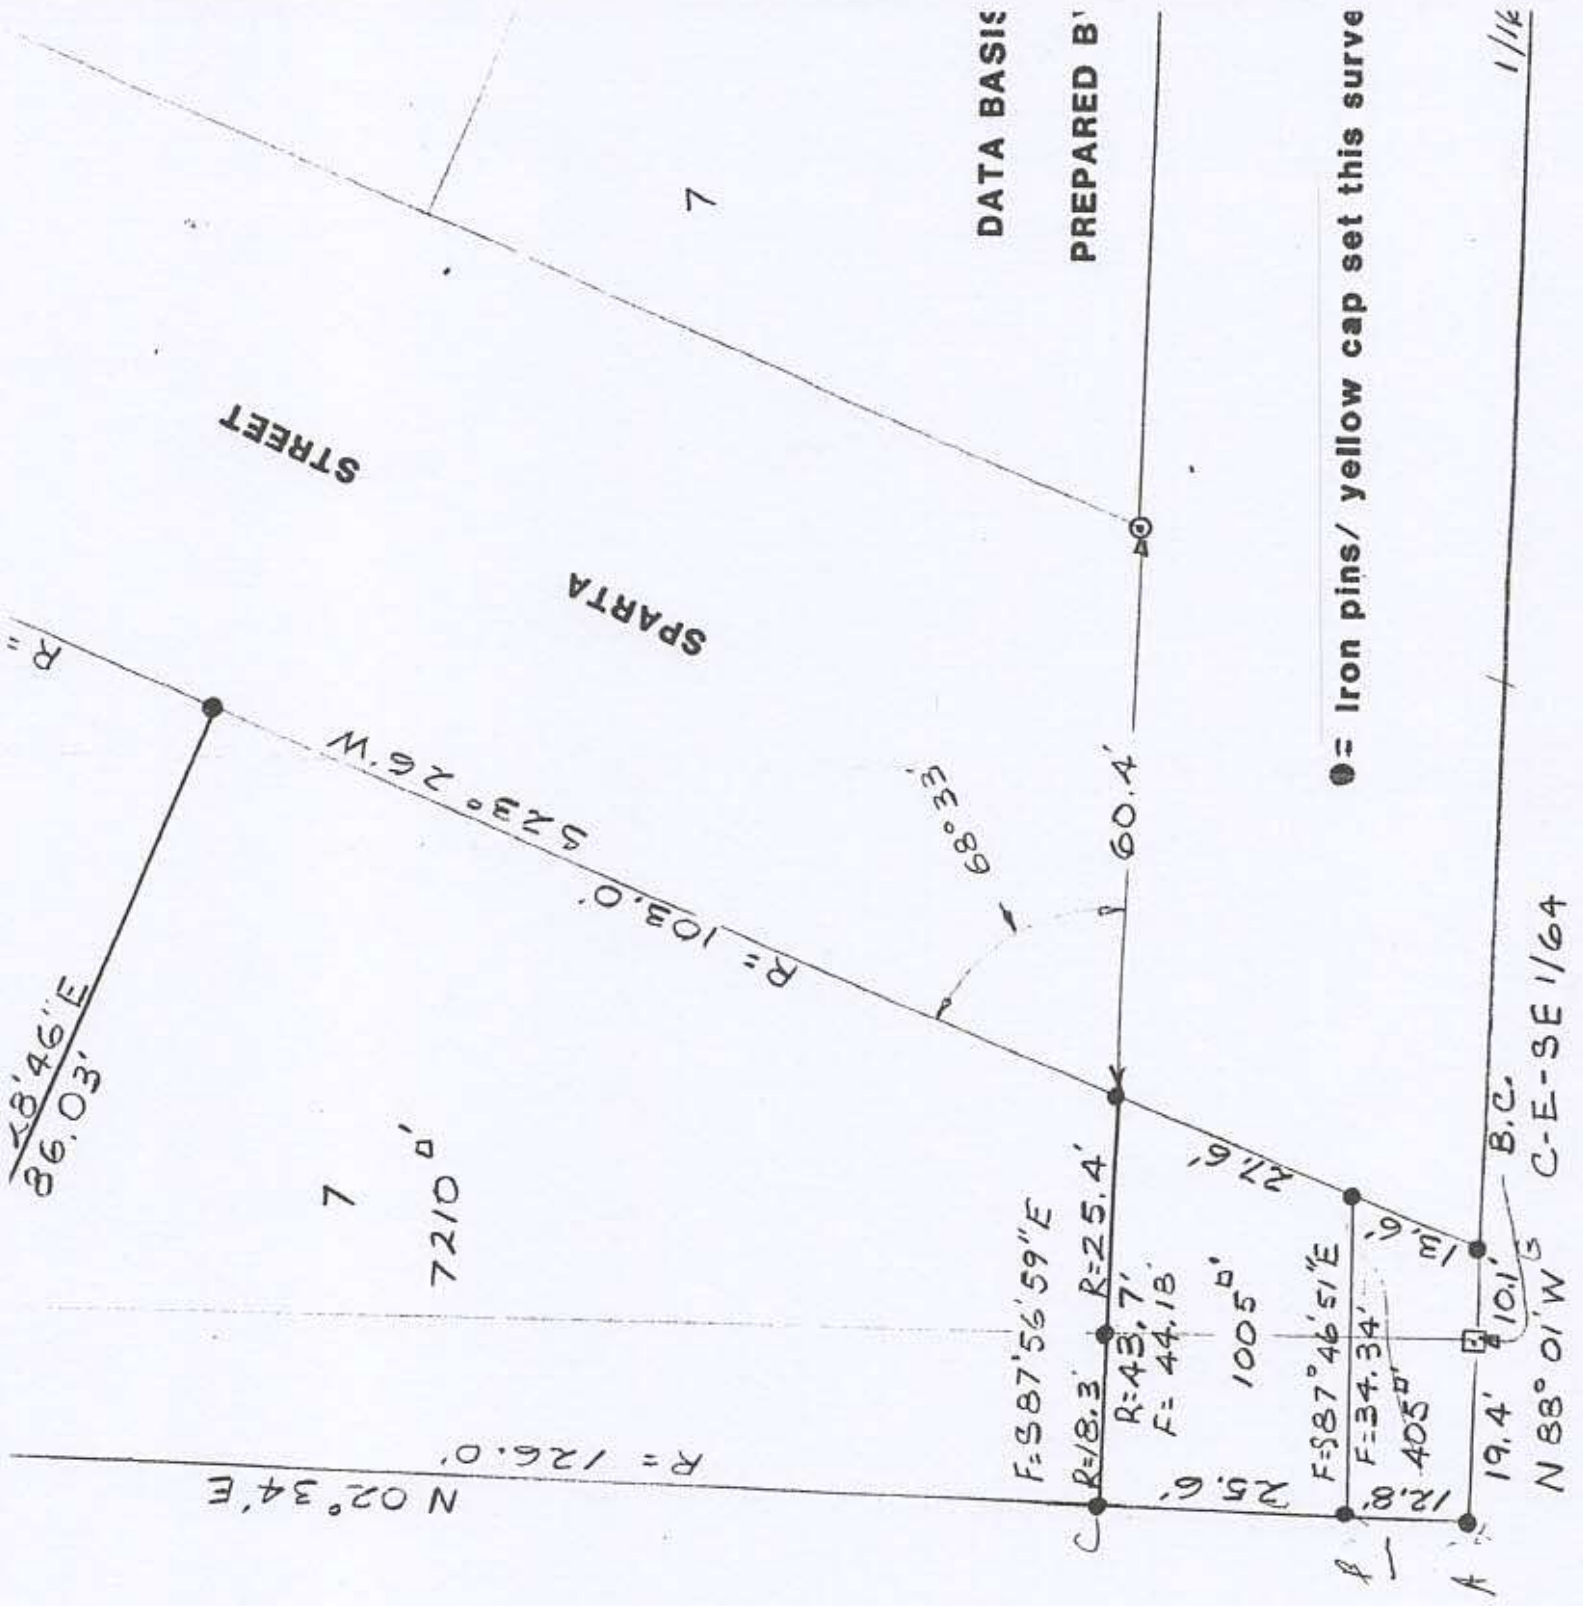 DATA BASIS
PREPARED B
7
STREET
SPARTA
R=
S23° 26'W
R= 103.0'
28'46"E
86.03'
7
7210 □'
68° 33'
60.4'
● = Iron pins/ yellow cap set this surve
1/16
N 02° 34'E
R= 126.0'
F=S87°56'59"E
R=18.3' R=25.4'
R=43.7'
F=44.18'
1005 □'
25.6'
27.6'
F=S87°46'51"E
F=34.34'
405 □'
12.8'
13.9'
19.4' 10.1'
N 88° 01'W
B.C.
C-E-SE 1/64
C
A